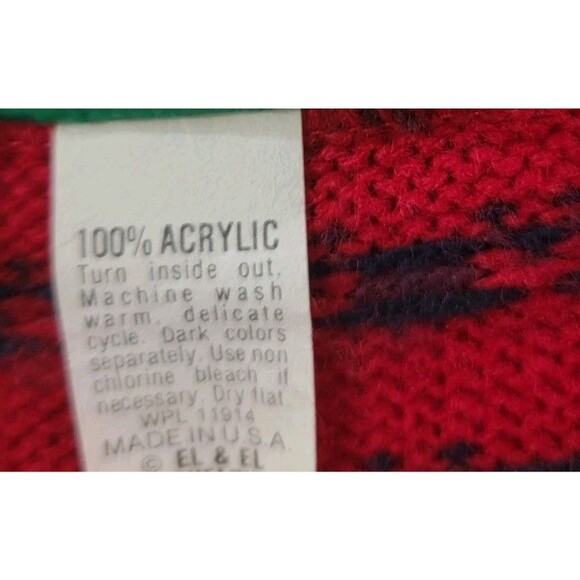 100% ACRYLIC
Turn inside out.
Machine wash
warm, delicate
cycle. Dark colors
separately. Use non
chlorine bleach if
necessary. Dry flat
WPL 11914
MADE IN U.S.A.
© EL & EL